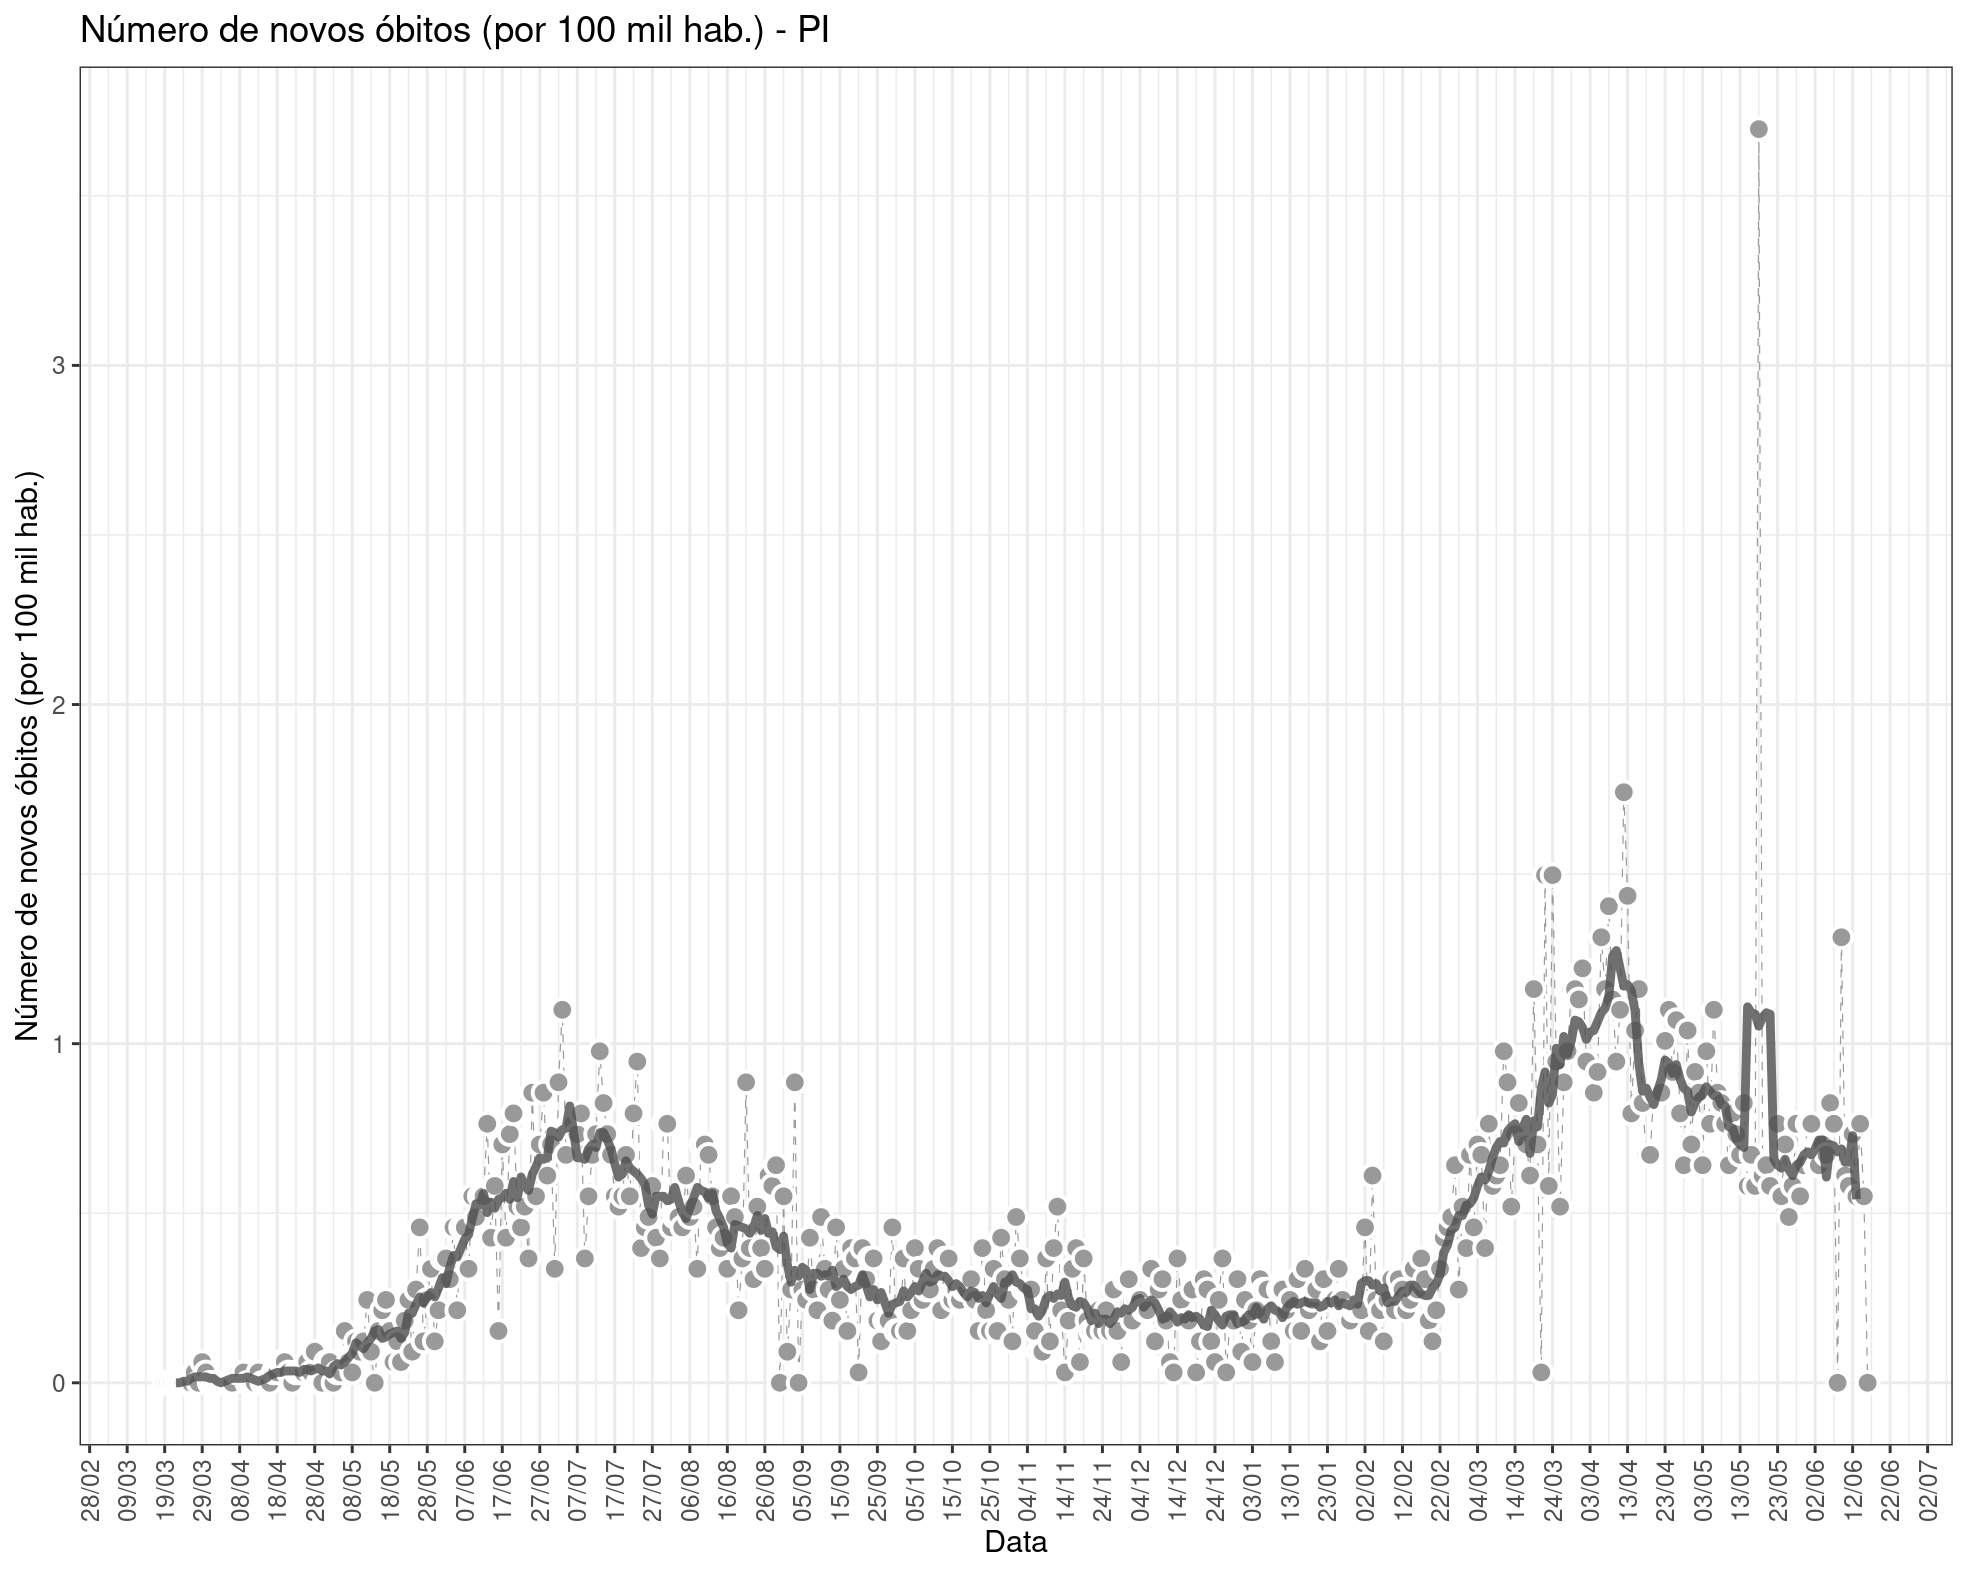 Número de novos óbitos (por 100 mil hab.) - PI
Número de novos óbitos (por 100 mil hab.)
3
2
1
0
28/02 09/03 19/03 29/03 08/04 18/04 28/04 08/05 18/05 28/05 07/06 17/06 27/06 07/07 17/07 27/07 06/08 16/08 26/08 05/09 15/09 25/09 05/10 15/10 25/10 04/11 14/11 24/11 04/12 14/12 24/12 03/01 13/01 23/01 02/02 12/02 22/02 04/03 14/03 24/03 03/04 13/04 23/04 03/05 13/05 23/05 02/06 12/06 22/06 02/07
Data